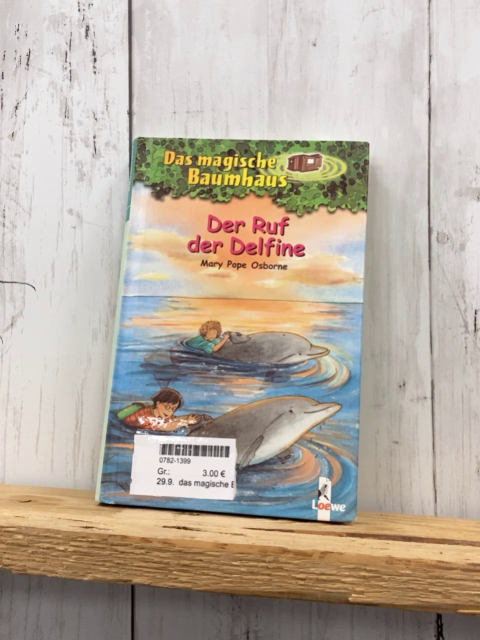 Das magische
Baumhaus
Der Ruf
der Delfine
Mary Pope Osborne
0782-1399
Gr.: 3.00 €
29.9. das magische B
Loewe